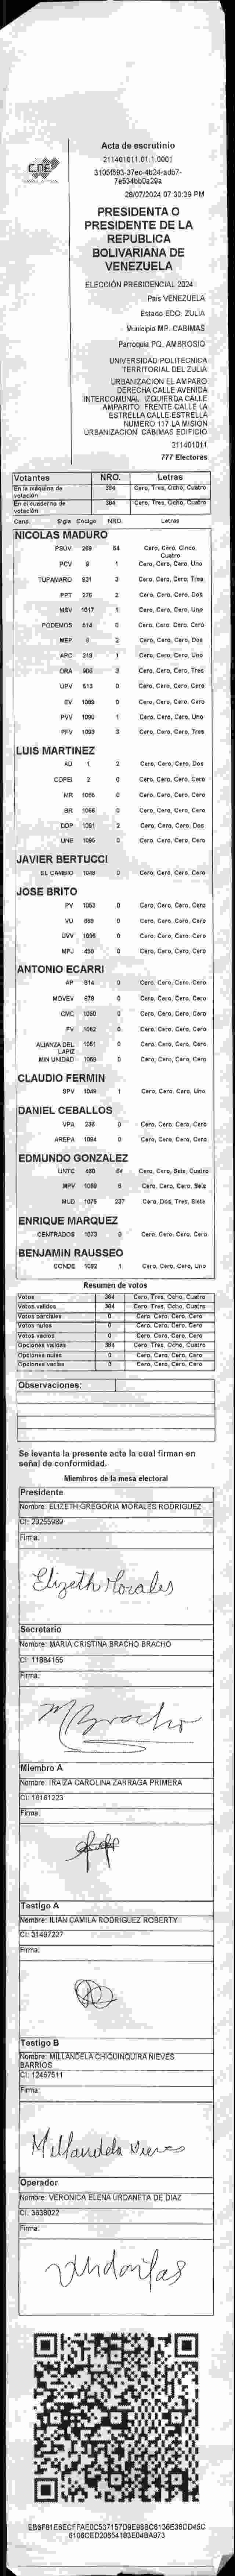 CNE
Acta de escrutinio
211401011.01.1.0001
3105f593-37ec-4b24-adb7-
7e534bb0a29a
28/07/2024 07:30:39 PM
PRESIDENTA O
PRESIDENTE DE LA
REPUBLICA
BOLIVARIANA DE
VENEZUELA
ELECCIÓN PRESIDENCIAL 2024
País VENEZUELA
Estado EDO. ZULIA
Municipio MP. CABIMAS
Parroquia PQ. AMBROSIO
UNIVERSIDAD POLITECNICA
TERRITORIAL DEL ZULIA
URBANIZACION EL AMPARO
DERECHA CALLE AVENIDA
INTERCOMUNAL IZQUIERDA CALLE
AMPARITO FRENTE CALLE LA
ESTRELLA CALLE ESTRELLA
NUMERO 117 LA MISION
URBANIZACION CABIMAS EDIFICIO
211401011
777 Electores
Votantes NRO. Letras
En la máquina de votación 384 Cero, Tres, Ocho, Cuatro
En el cuaderno de votación 384 Cero, Tres, Ocho, Cuatro
Cand. Sigla Código NRO. Letras
NICOLAS MADURO
PSUV 269 54 Cero, Cero, Cinco, Cuatro
PCV 9 1 Cero, Cero, Cero, Uno
TUPAMARO 931 3 Cero, Cero, Cero, Tres
PPT 276 2 Cero, Cero, Cero, Dos
MSV 1017 1 Cero, Cero, Cero, Uno
PODEMOS 514 0 Cero, Cero, Cero, Cero
MEP 8 2 Cero, Cero, Cero, Dos
APC 219 1 Cero, Cero, Cero, Uno
ORA 906 3 Cero, Cero, Cero, Tres
UPV 613 0 Cero, Cero, Cero, Cero
EV 1089 0 Cero, Cero, Cero, Cero
PVV 1090 1 Cero, Cero, Cero, Uno
PFV 1093 3 Cero, Cero, Cero, Tres
LUIS MARTINEZ
AD 1 2 Cero, Cero, Cero, Dos
COPEI 2 0 Cero, Cero, Cero, Cero
MR 1065 0 Cero, Cero, Cero, Cero
BR 1066 0 Cero, Cero, Cero, Cero
DDP 1091 2 Cero, Cero, Cero, Dos
UNE 1095 0 Cero, Cero, Cero, Cero
JAVIER BERTUCCI
EL CAMBIO 1049 0 Cero, Cero, Cero, Cero
JOSE BRITO
PV 1053 0 Cero, Cero, Cero, Cero
VU 668 0 Cero, Cero, Cero, Cero
UVV 1056 0 Cero, Cero, Cero, Cero
MPJ 450 0 Cero, Cero, Cero, Cero
ANTONIO ECARRI
AP 814 0 Cero, Cero, Cero, Cero
MOVEV 878 0 Cero, Cero, Cero, Cero
CMC 1050 0 Cero, Cero, Cero, Cero
FV 1062 0 Cero, Cero, Cero, Cero
ALIANZA DEL LAPIZ 1051 0 Cero, Cero, Cero, Cero
MIN UNIDAD 1069 0 Cero, Cero, Cero, Cero
CLAUDIO FERMIN
SPV 1049 1 Cero, Cero, Cero, Uno
DANIEL CEBALLOS
VPA 236 0 Cero, Cero, Cero, Cero
AREPA 1094 0 Cero, Cero, Cero, Cero
EDMUNDO GONZALEZ
UNTC 480 64 Cero, Cero, Seis, Cuatro
MPV 1069 6 Cero, Cero, Cero, Seis
MUD 1075 237 Cero, Dos, Tres, Siete
ENRIQUE MARQUEZ
CENTRADOS 1073 0 Cero, Cero, Cero, Cero
BENJAMIN RAUSSEO
CONDE 1092 1 Cero, Cero, Cero, Uno
Resumen de votos
Votos 384 Cero, Tres, Ocho, Cuatro
Votos validos 384 Cero, Tres, Ocho, Cuatro
Votos parciales 0 Cero, Cero, Cero, Cero
Votos nulos 0 Cero, Cero, Cero, Cero
Votos vacios 0 Cero, Cero, Cero, Cero
Opciones validas 384 Cero, Tres, Ocho, Cuatro
Opciones nulas 0 Cero, Cero, Cero, Cero
Opciones vacias 0 Cero, Cero, Cero, Cero
Observaciones:
Se levanta la presente acta la cual firman en
señal de conformidad.
Miembros de la mesa electoral
Presidente
Nombre: ELIZETH GREGORIA MORALES RODRIGUEZ
CI: 20255989
Firma:
Elizeth Morales
Secretario
Nombre: MARIA CRISTINA BRACHO BRACHO
CI: 11884155
Firma:
M Bracho
Miembro A
Nombre: IRAIZA CAROLINA ZARRAGA PRIMERA
CI: 16161223
Firma:
Testigo A
Nombre: ILIAN CAMILA RODRIGUEZ ROBERTY
CI: 31497227
Firma:
Testigo B
Nombre: MILLANDELA CHIQUINQUIRA NIEVES
BARRIOS
CI: 12467511
Firma:
Millandela Nieves
Operador
Nombre: VERONICA ELENA URDANETA DE DIAZ
CI: 3638022
Firma:
EB6F81E6ECFFAE0C537157D9E88BC6136E38DD45C
6106CED20654183E04BA973